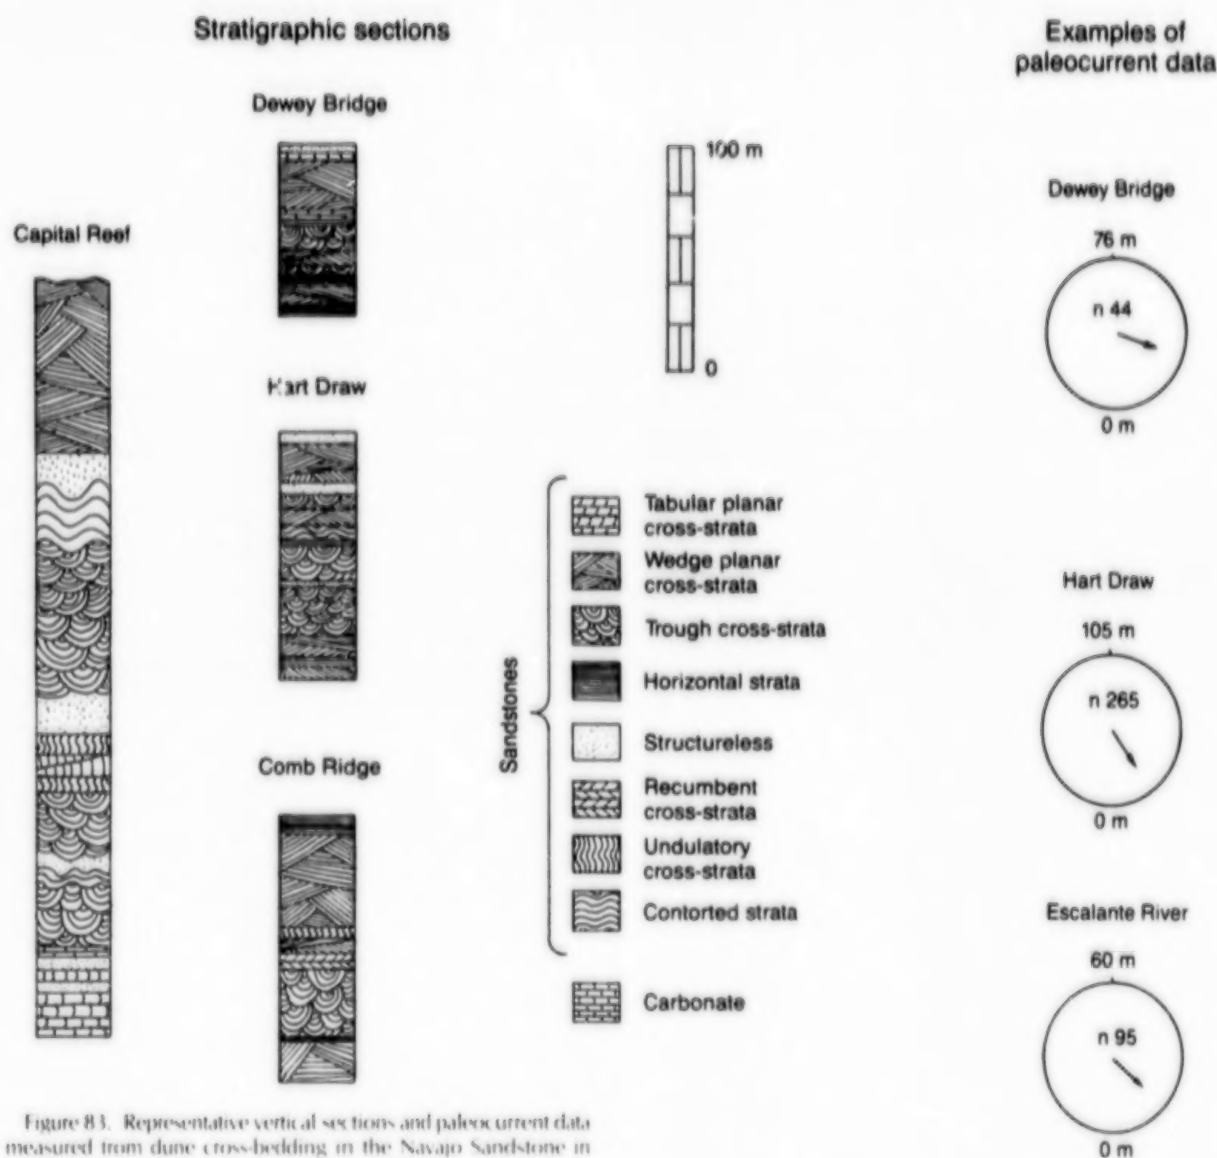 Stratigraphic sections
Examples of
paleocurrent data
Dewey Bridge
Capital Reef
Hart Draw
Comb Ridge
100 m
0
Sandstones
Tabular planar
cross-strata
Wedge planar
cross-strata
Trough cross-strata
Horizontal strata
Structureless
Recumbent
cross-strata
Undulatory
cross-strata
Contorted strata
Carbonate
Dewey Bridge
76 m
n 44
0 m
Hart Draw
105 m
n 265
0 m
Escalante River
60 m
n 95
0 m
Figure 83. Representative vertical sections and paleocurrent data
measured from dune cross-bedding in the Navajo Sandstone in